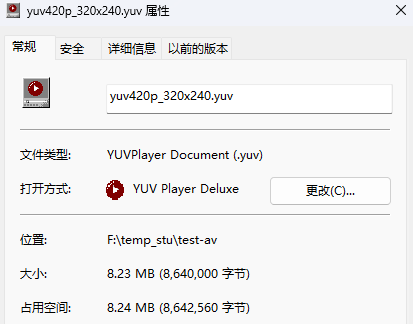 yuv420p_320x240.yuv 属性
常规 安全 详细信息 以前的版本
yuv420p_320x240.yuv
文件类型: YUVPlayer Document (.yuv)
打开方式: YUV Player Deluxe 更改(C)...
位置: F:\temp_stu\test-av
大小: 8.23 MB (8,640,000 字节)
占用空间: 8.24 MB (8,642,560 字节)